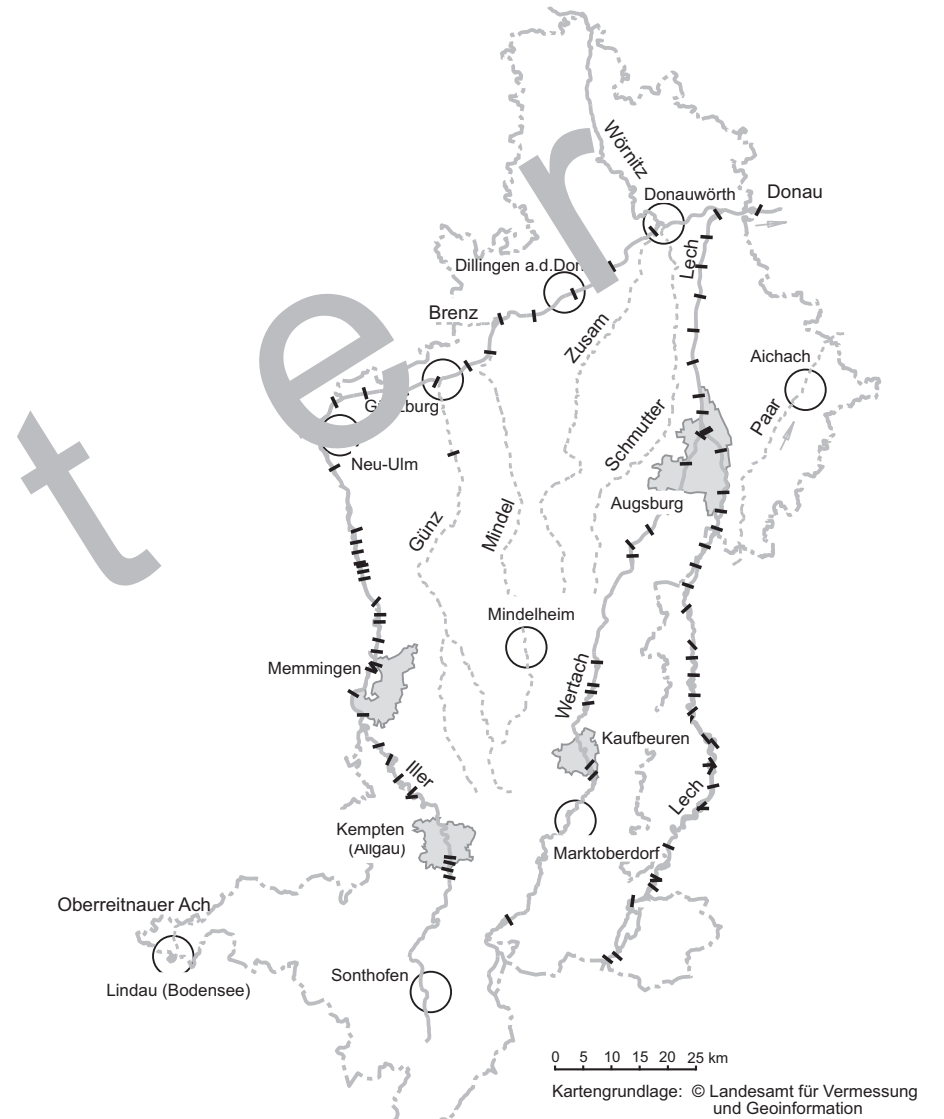 Wörnitz
Donauwörth
Donau
Lech
Dillingen a.d.Don
Brenz
Zusam
Aichach
Günzburg
Paar
Schmutter
Neu-Ulm
Augsburg
Günz
Mindel
Mindelheim
Memmingen
Wertach
Kaufbeuren
Iller
Lech
Kempten
(Allgäu)
Marktoberdorf
Oberreitnauer Ach
Lindau (Bodensee)
Sonthofen
0 5 10 15 20 25 km
Kartengrundlage: © Landesamt für Vermessung
und Geoinformation
t e r